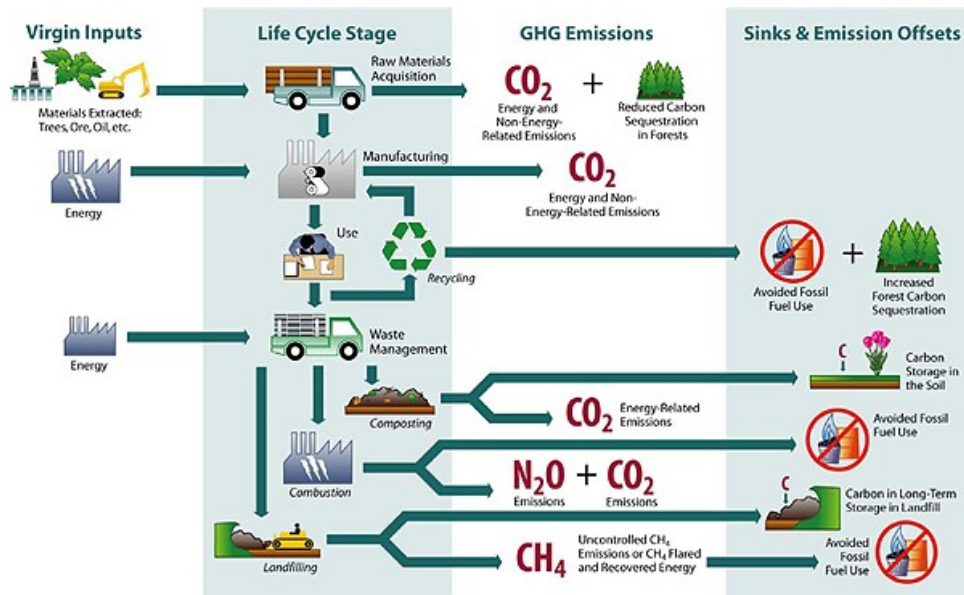 Virgin Inputs
Life Cycle Stage
GHG Emissions
Sinks & Emission Offsets
Materials Extracted:
Trees, Ore, Oil, etc.
Raw Materials
Acquisition
CO2
Energy and
Non-Energy-
Related Emissions
+
Reduced Carbon
Sequestration
in Forests
Energy
Manufacturing
CO2
Energy and Non-
Energy-Related Emissions
Use
Recycling
Avoided Fossil
Fuel Use
+
Increased
Forest Carbon
Sequestration
Energy
Waste
Management
Composting
C
Carbon
Storage in
the Soil
CO2
Energy-Related
Emissions
Combustion
Avoided Fossil
Fuel Use
N2O
Emissions
+
CO2
Emissions
Landfilling
C
Carbon in Long-Term
Storage in Landfill
CH4
Uncontrolled CH4
Emissions or CH4 Flared
and Recovered Energy
Avoided
Fossil
Fuel Use